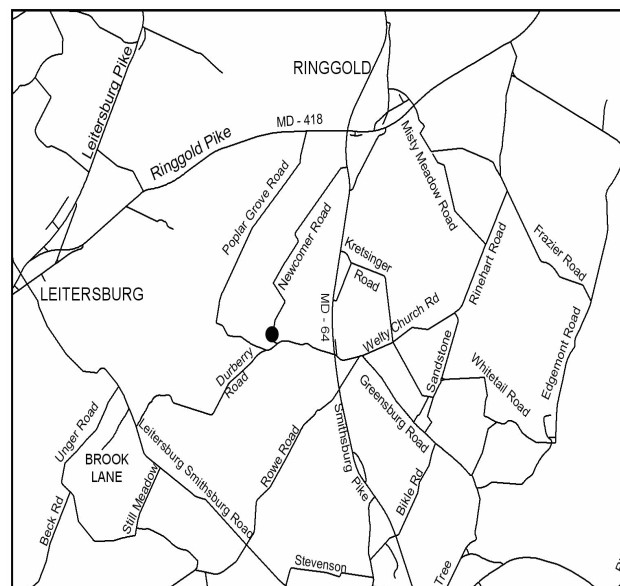 RINGGOLD
Leitersburg Pike
MD - 418
Ringgold Pike
Misty Meadow Road
Poplar Grove Road
Newcomer Road
Kretsinger
Road
Rinehart Road
Frazier Road
LEITERSBURG
MD - 64
Welty Church Rd
Edgemont Road
Durberry
Road
Sandstone
Whitetail Road
Greensburg Road
Smithsburg
Pike
Unger Road
Leitersburg Smithsburg Road
Rowe Road
BROOK
LANE
Still Meadow
Bikle Rd
Beck Rd
Stevenson
Tree